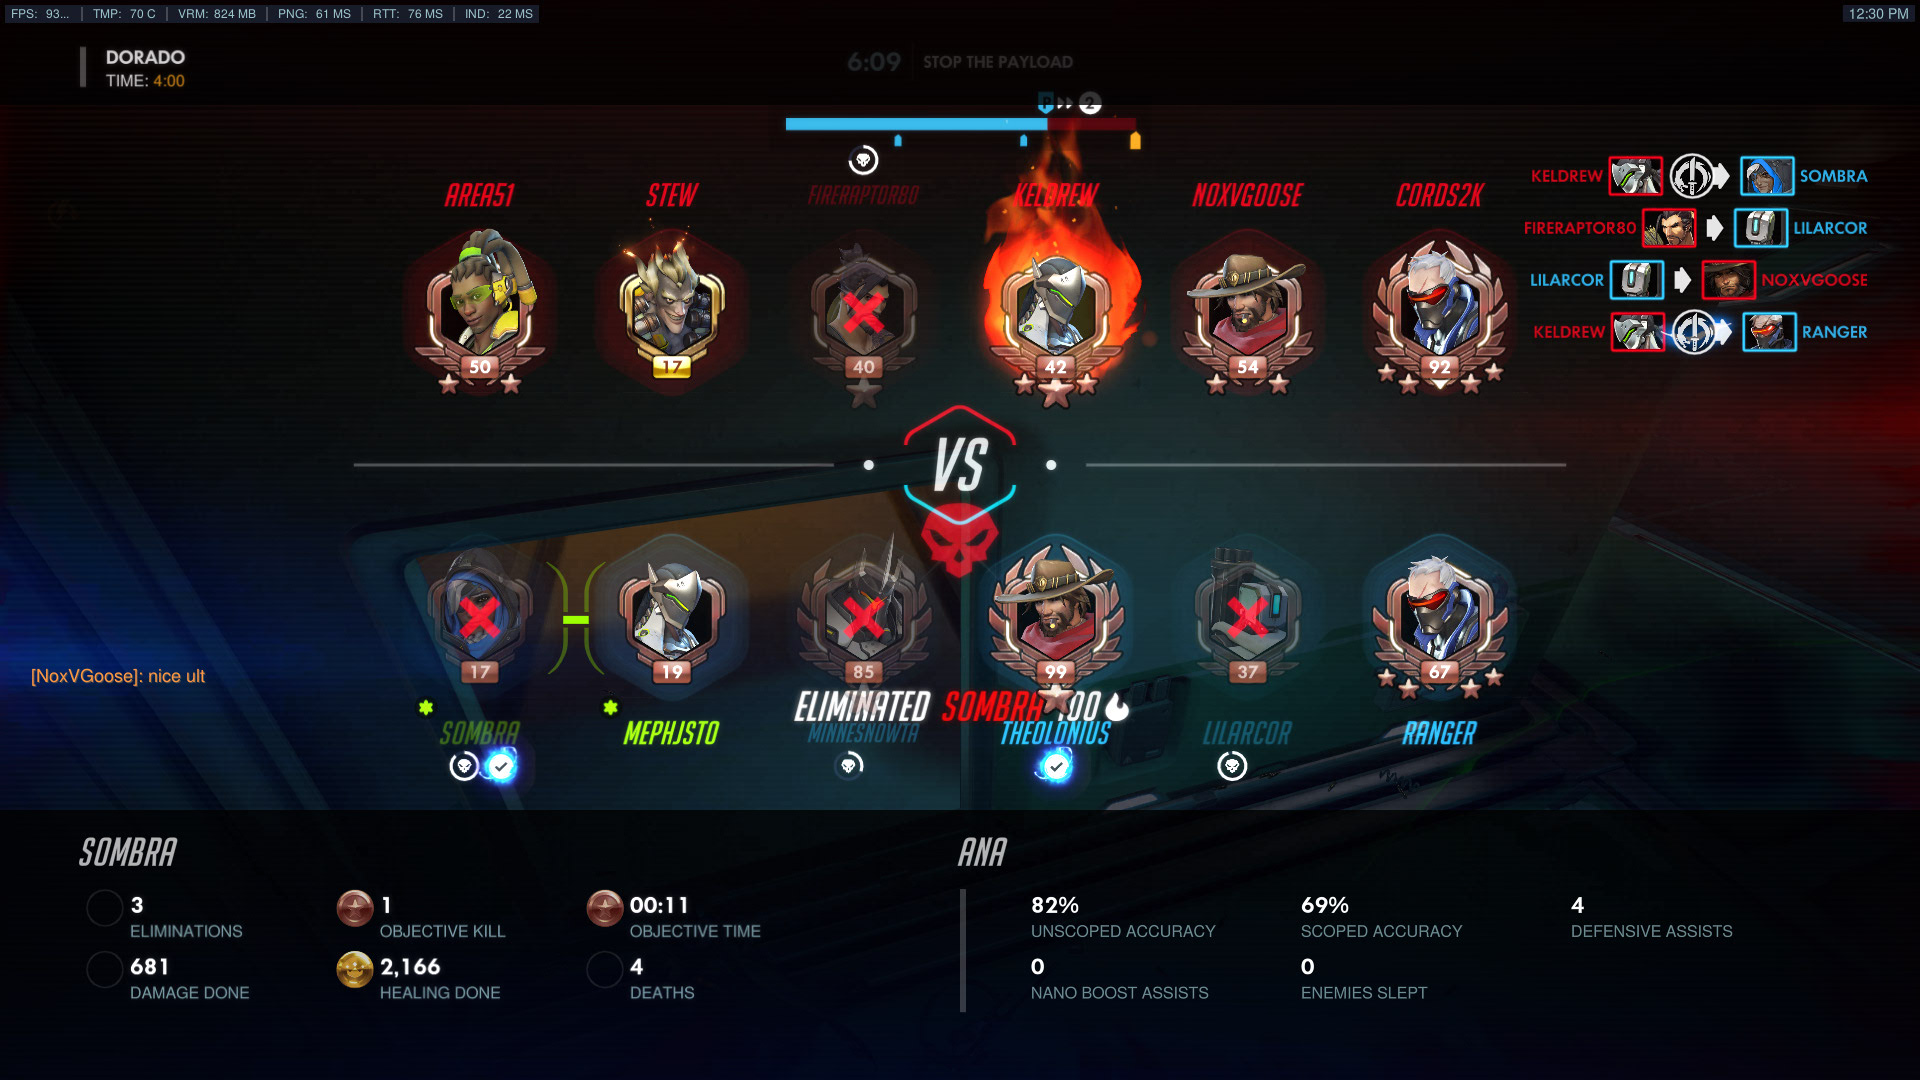 FPS: 93... | TMP: 70 C | VRM: 824 MB | PNG: 61 MS | RTT: 76 MS | IND: 22 MS
12:30 PM
DORADO
TIME: 4:00
6:09 STOP THE PAYLOAD
P 2
AREA51 STEW FIRERAPTOR80 KELDREW NOXVGOOSE CORDS2K
50 17 40 42 54 92
KELDREW SOMBRA
FIRERAPTOR80 LILARCOR
LILARCOR NOXVGOOSE
KELDREW RANGER
VS
17 19 85 99 37 67
[NoxVGoose]: nice ult
ELIMINATED SOMBRA 100
SOMBRA MEPHJSTO MINNESNOWTA THEOLONIUS LILARCOR RANGER
SOMBRA
3
ELIMINATIONS
1
OBJECTIVE KILL
00:11
OBJECTIVE TIME
681
DAMAGE DONE
2,166
HEALING DONE
4
DEATHS
ANA
82%
UNSCOPED ACCURACY
69%
SCOPED ACCURACY
4
DEFENSIVE ASSISTS
0
NANO BOOST ASSISTS
0
ENEMIES SLEPT